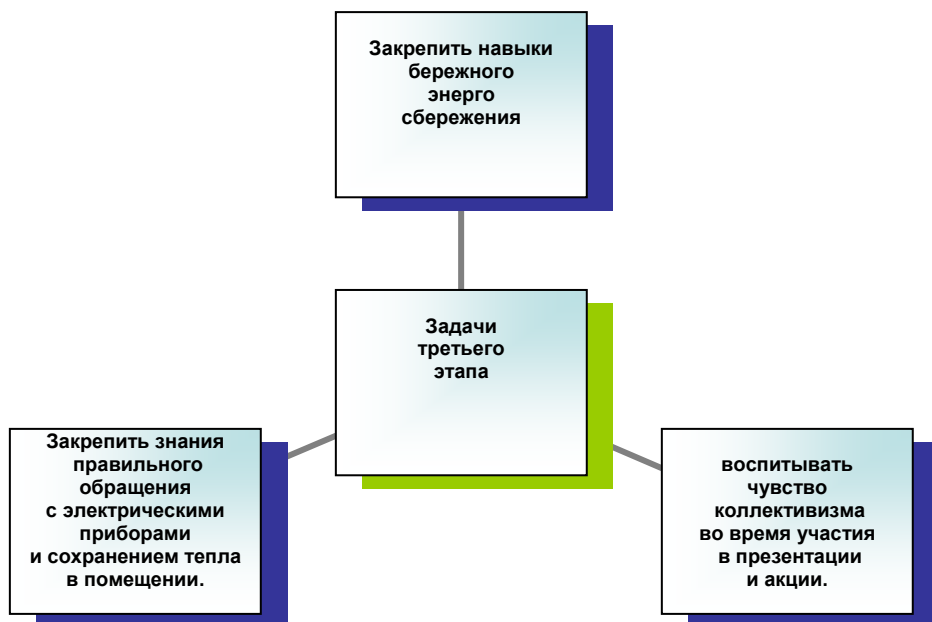 Закрепить навыки
бережного
энерго
сбережения
Задачи
третьего
этапа
Закрепить знания
правильного
обращения
с электрическими
приборами
и сохранением тепла
в помещении.
воспитывать
чувство
коллективизма
во время участия
в презентации
и акции.